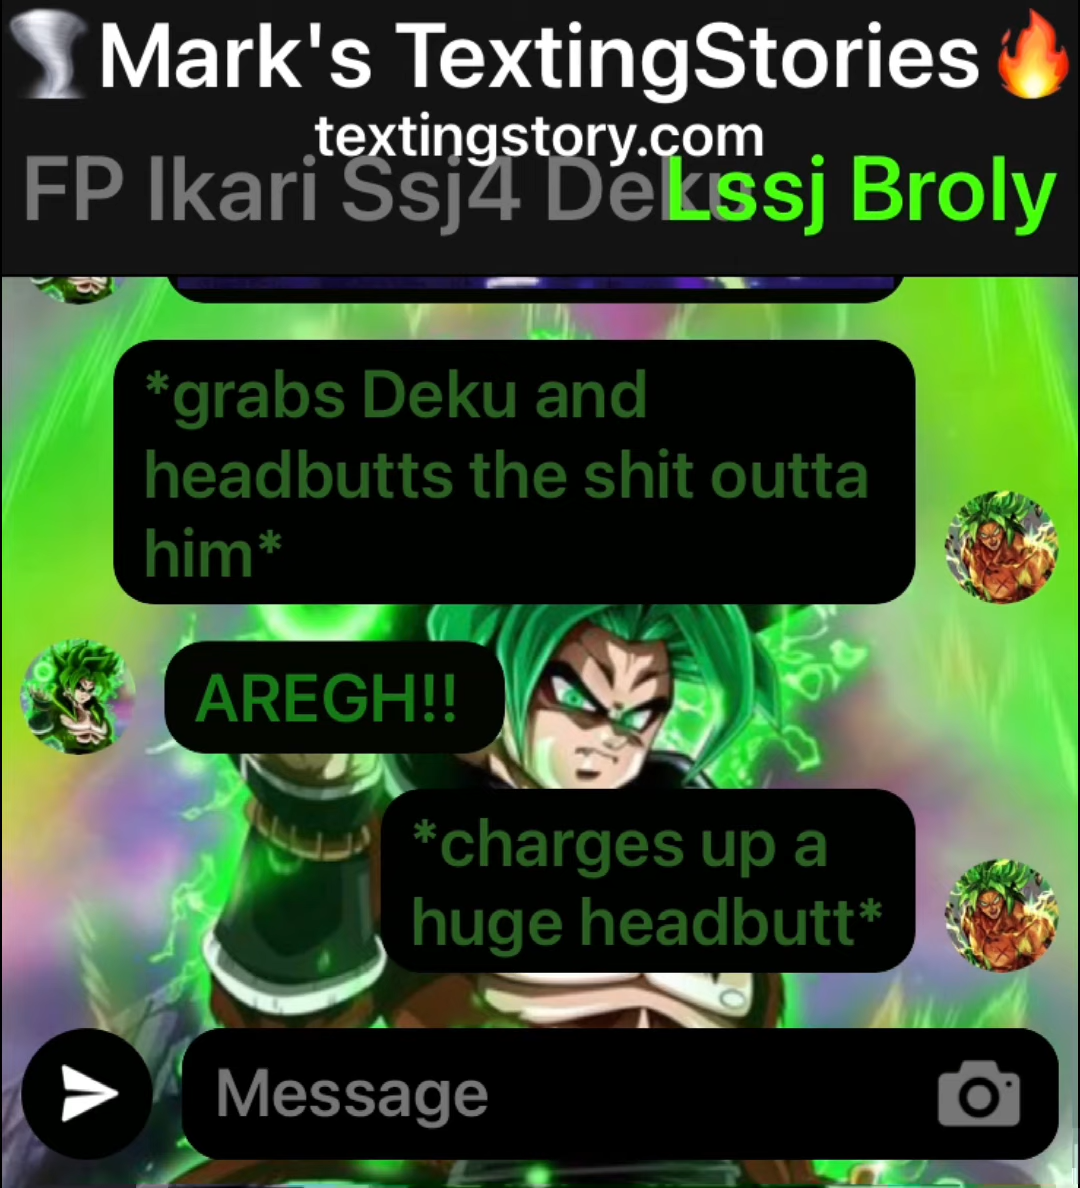 🌪Mark's TextingStories🔥
textingstory.com
FP Ikari Ssj4 Deku
Lssj Broly
*grabs Deku and
headbutts the shit outta
him*
AREGH!!
*charges up a
huge headbutt*
Message